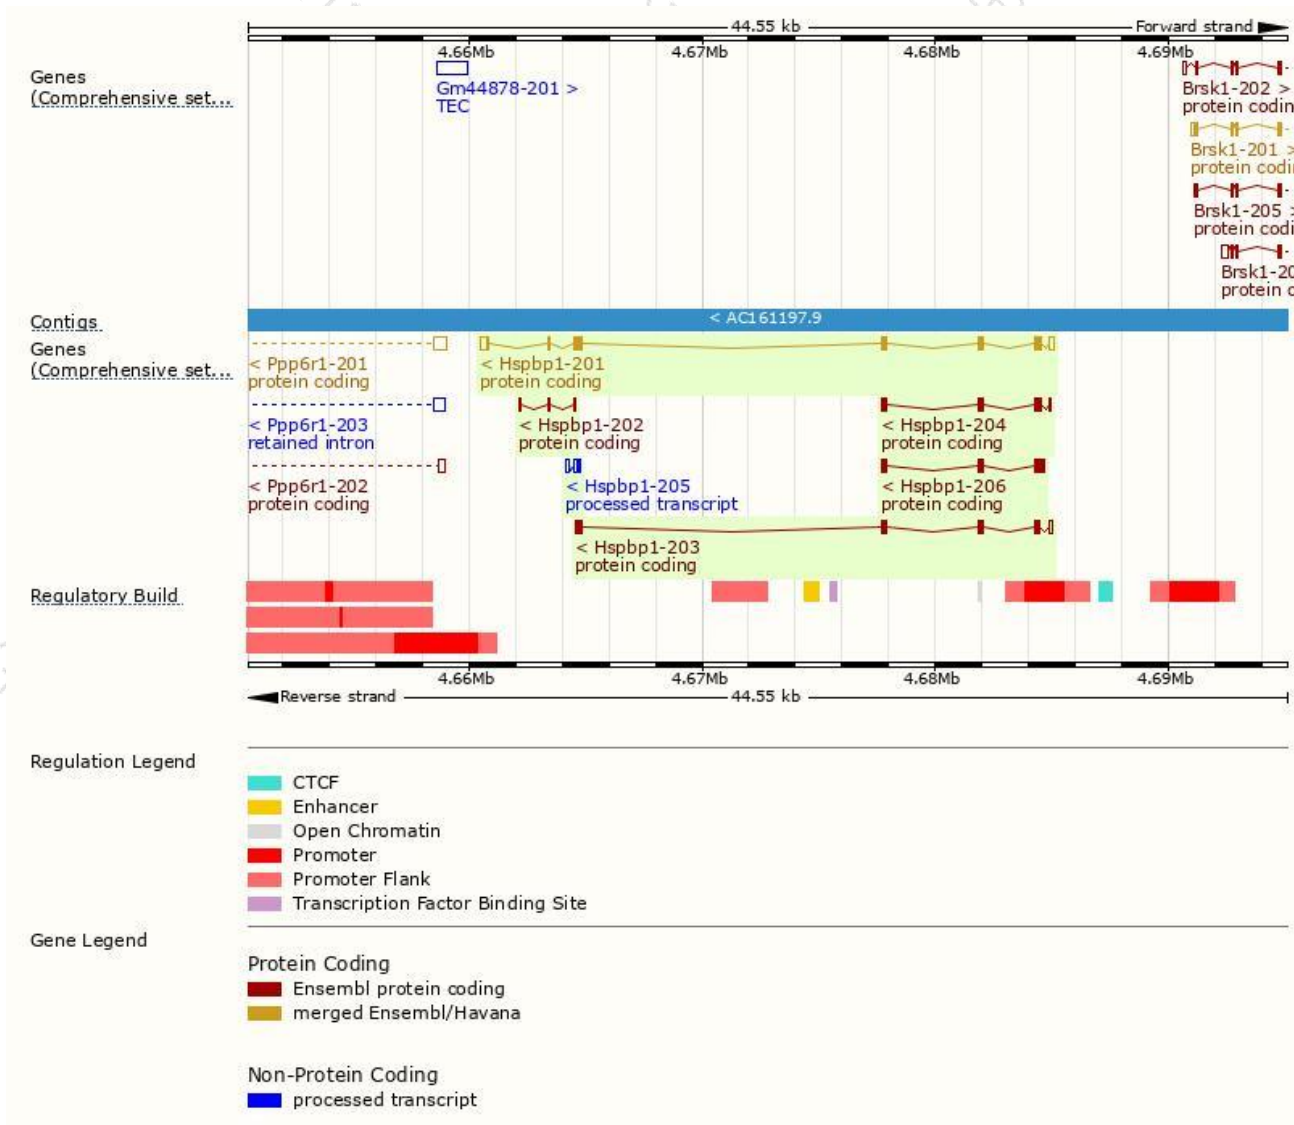 44.55 kb Forward strand
4.66Mb 4.67Mb 4.68Mb 4.69Mb
Genes
(Comprehensive set...
Gm44878-201 >
TEC
Brsk1-202 >
protein codin
Brsk1-201 >
protein codi
Brsk1-205 >
protein codi
Brsk1-20
protein c
Contigs
< AC161197.9
Genes
(Comprehensive set...
< Ppp6r1-201
protein coding
< Hspbp1-201
protein coding
< Ppp6r1-203
retained intron
< Hspbp1-202
protein coding
< Hspbp1-204
protein coding
< Ppp6r1-202
protein coding
< Hspbp1-205
processed transcript
< Hspbp1-206
protein coding
< Hspbp1-203
protein coding
Regulatory Build
4.66Mb 4.67Mb 4.68Mb 4.69Mb
Reverse strand 44.55 kb
Regulation Legend
CTCF
Enhancer
Open Chromatin
Promoter
Promoter Flank
Transcription Factor Binding Site
Gene Legend
Protein Coding
Ensembl protein coding
merged Ensembl/Havana
Non-Protein Coding
processed transcript